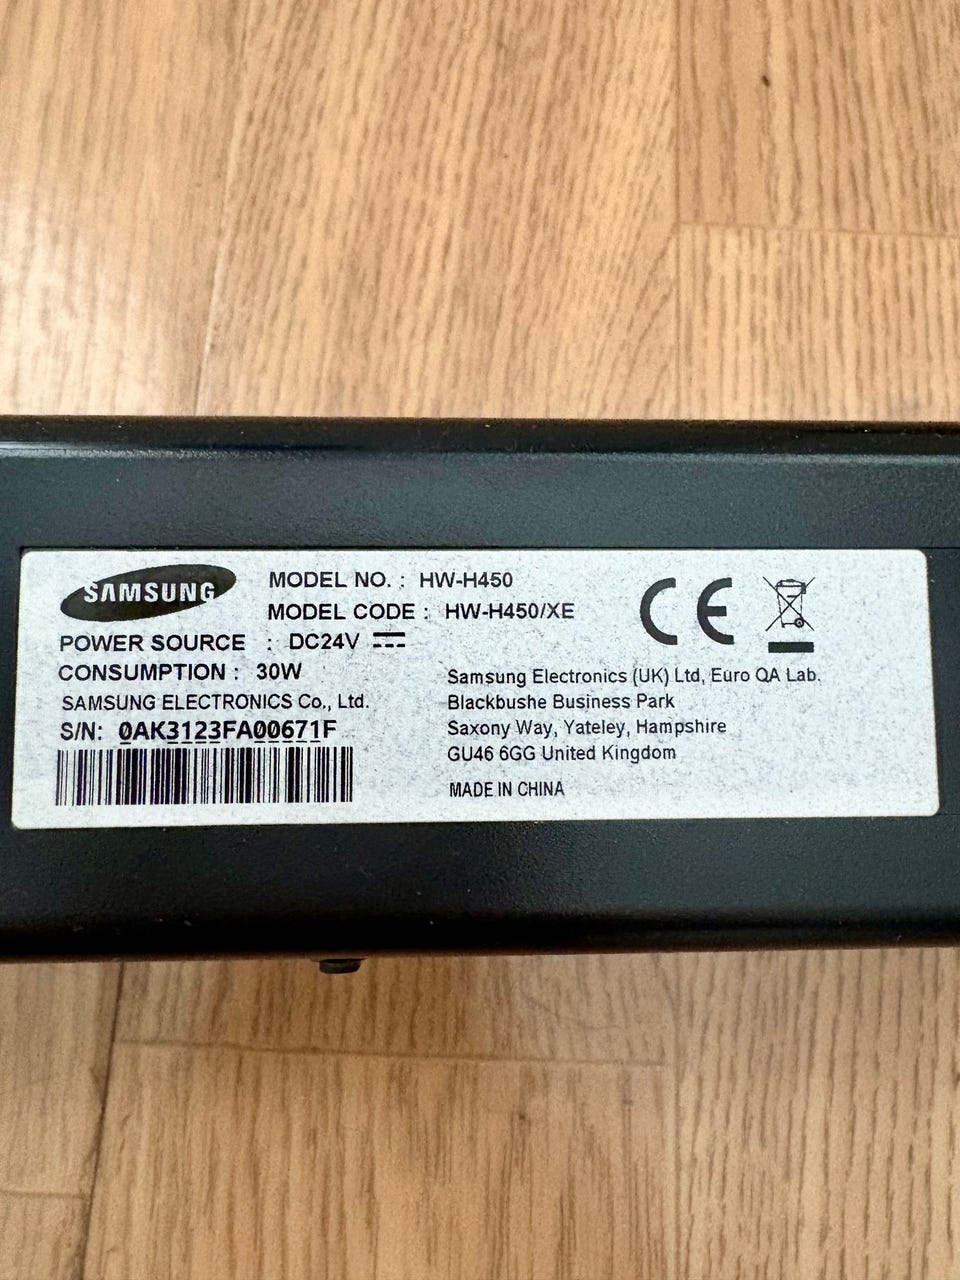 SAMSUNG
MODEL NO. : HW-H450
MODEL CODE : HW-H450/XE
POWER SOURCE : DC24V
CONSUMPTION : 30W
SAMSUNG ELECTRONICS Co., Ltd.
S/N: 0AK3123FA00671F
Samsung Electronics (UK) Ltd, Euro QA Lab.
Blackbushe Business Park
Saxony Way, Yateley, Hampshire
GU46 6GG United Kingdom
MADE IN CHINA
CE